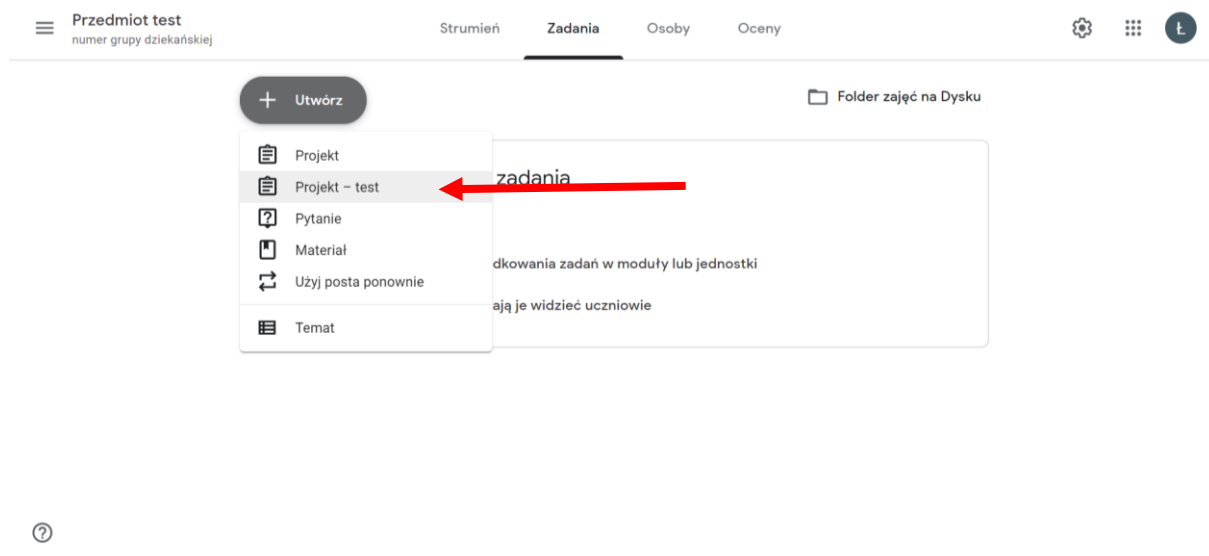 Przedmiot test
numer grupy dziekańskiej
Strumień Zadania Osoby Oceny
Ł
Utwórz
Folder zajęć na Dysku
Projekt
zadania
Projekt – test
Pytanie
Materiał
dkowania zadań w moduły lub jednostki
Użyj posta ponownie
ają je widzieć uczniowie
Temat